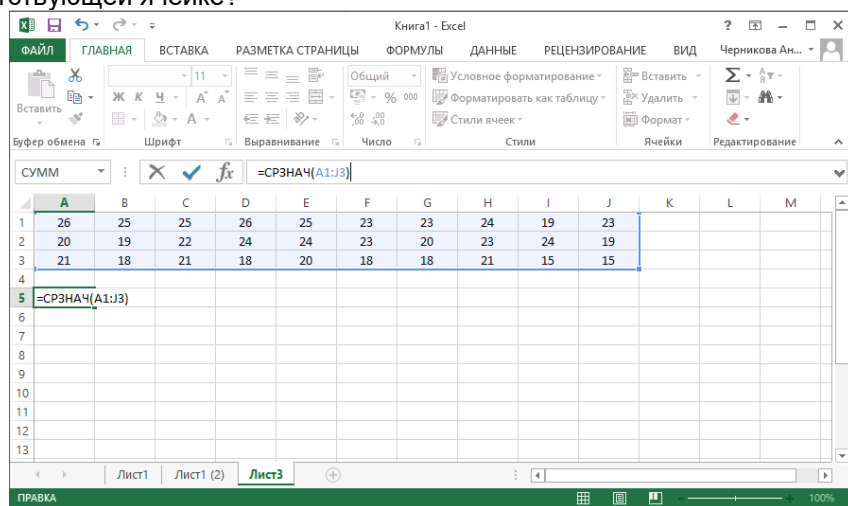 тствующей ячейке?
Книга1 - Excel
ФАЙЛ ГЛАВНАЯ ВСТАВКА РАЗМЕТКА СТРАНИЦЫ ФОРМУЛЫ ДАННЫЕ РЕЦЕНЗИРОВАНИЕ ВИД Черникова Ан...
11 Общий Условное форматирование Вставить
Вставить Ж К Ч А А % 000 Форматировать как таблицу Удалить
А Стили ячеек Формат
Буфер обмена Шрифт Выравнивание Число Стили Ячейки Редактирование
СУММ fx =СРЗНАЧ(A1:J3)
A B C D E F G H I J K L M
1 26 25 25 26 25 23 23 24 19 23
2 20 19 22 24 24 23 20 23 24 19
3 21 18 21 18 20 18 18 21 15 15
4
5 =СРЗНАЧ(A1:J3)
6
7
8
9
10
11
12
13
Лист1 Лист1 (2) Лист3
ПРАВКА 100%